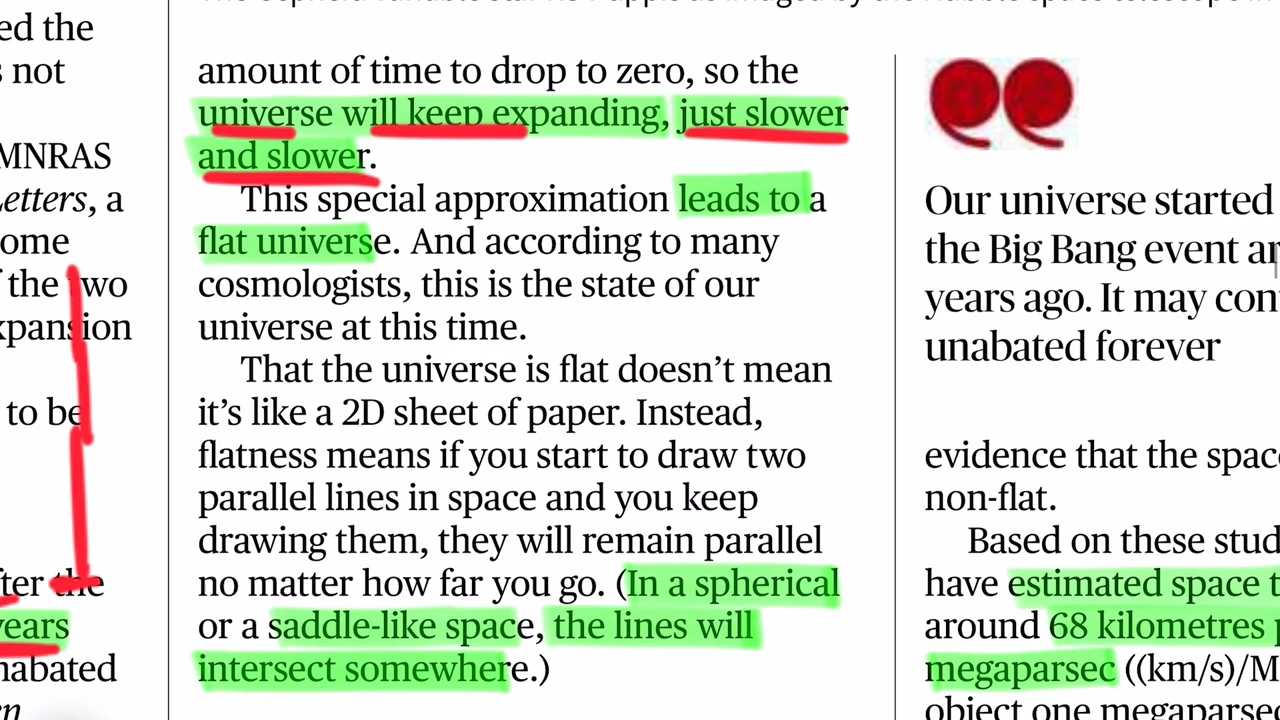 ed the
s not
MNRAS
Letters, a
ome
f the two
xpansion
to be
fter the
years
nabated
amount of time to drop to zero, so the
universe will keep expanding, just slower
and slower.
This special approximation leads to a
flat universe. And according to many
cosmologists, this is the state of our
universe at this time.
That the universe is flat doesn’t mean
it’s like a 2D sheet of paper. Instead,
flatness means if you start to draw two
parallel lines in space and you keep
drawing them, they will remain parallel
no matter how far you go. (In a spherical
or a saddle-like space, the lines will
intersect somewhere.)
Our universe started
the Big Bang event ar
years ago. It may con
unabated forever
evidence that the space
non-flat.
Based on these stud
have estimated space t
around 68 kilometres p
megaparsec ((km/s)/M
object one megaparsec